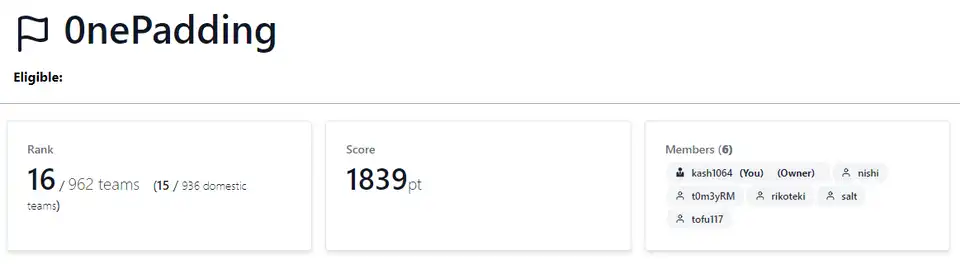 0nePadding
Eligible:
Rank
16 / 962 teams (15 / 936 domestic
teams)
Score
1839pt
Members (6)
kash1064 (You) (Owner) nishi
t0m3yRM rikoteki salt
tofu117